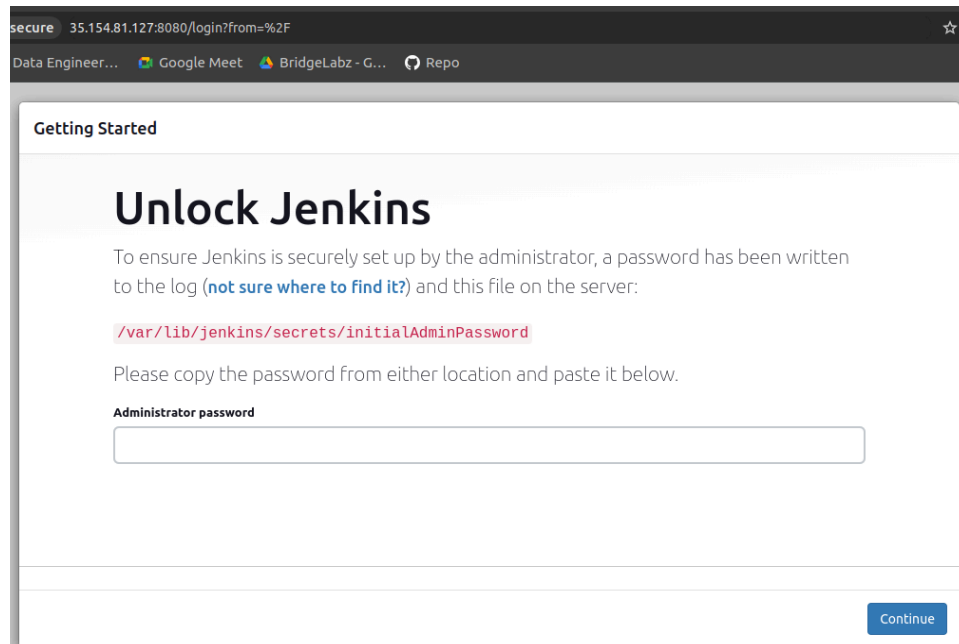 secure 35.154.81.127:8080/login?from=%2F
Data Engineer… Google Meet BridgeLabz - G… Repo
Getting Started
Unlock Jenkins
To ensure Jenkins is securely set up by the administrator, a password has been written
to the log (not sure where to find it?) and this file on the server:
/var/lib/jenkins/secrets/initialAdminPassword
Please copy the password from either location and paste it below.
Administrator password
Continue